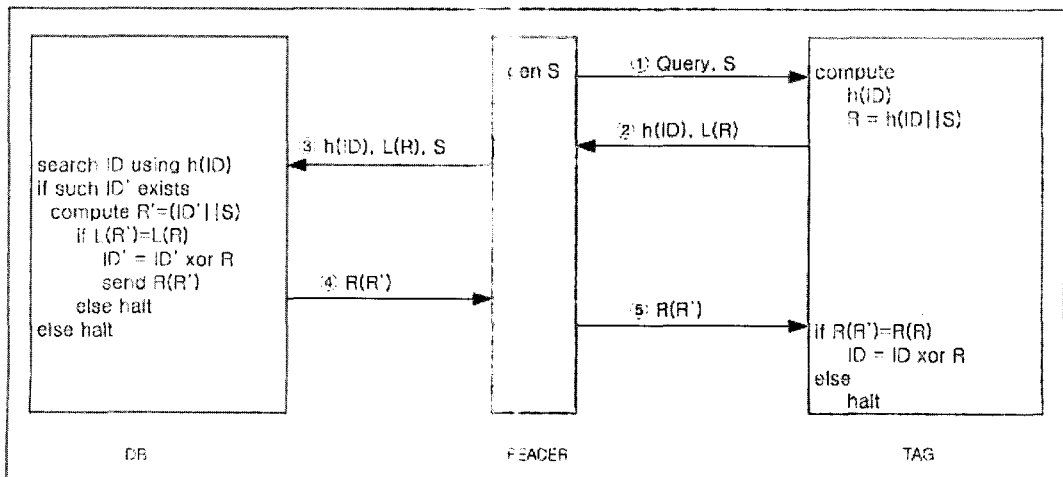 gen S
① Query, S
compute
h(ID)
R = h(ID||S)
② h(ID), L(R)
③ h(ID), L(R), S
search ID using h(ID)
if such ID' exists
compute R'=(ID'||S)
if L(R')=L(R)
ID' = ID' xor R
send R(R')
else halt
else halt
④ R(R')
⑤ R(R')
if R(R')=R(R)
ID = ID xor R
else
halt
DB
READER
TAG